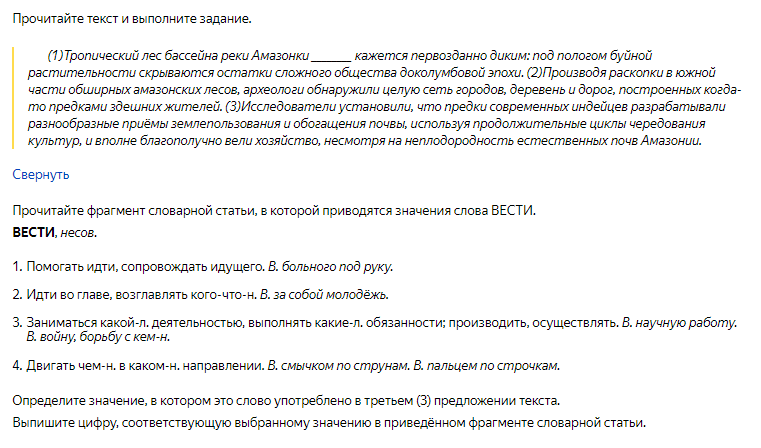 Прочитайте текст и выполните задание.
(1)Тропический лес бассейна реки Амазонки ______ кажется первозданно диким: под пологом буйной
растительности скрываются остатки сложного общества доколумбовой эпохи. (2)Производя раскопки в южной
части обширных амазонских лесов, археологи обнаружили целую сеть городов, деревень и дорог, построенных когда-
то предками здешних жителей. (3)Исследователи установили, что предки современных индейцев разрабатывали
разнообразные приёмы землепользования и обогащения почвы, используя продолжительные циклы чередования
культур, и вполне благополучно вели хозяйство, несмотря на неплодородность естественных почв Амазонии.
Свернуть
Прочитайте фрагмент словарной статьи, в которой приводятся значения слова ВЕСТИ.
ВЕСТИ, несов.
1. Помогать идти, сопровождать идущего. В. больного под руку.
2. Идти во главе, возглавлять кого-что-н. В. за собой молодёжь.
3. Заниматься какой-л. деятельностью, выполнять какие-л. обязанности; производить, осуществлять. В. научную работу.
В. войну, борьбу с кем-н.
4. Двигать чем-н. в каком-н. направлении. В. смычком по струнам. В. пальцем по строчкам.
Определите значение, в котором это слово употреблено в третьем (3) предложении текста.
Выпишите цифру, соответствующую выбранному значению в приведённом фрагменте словарной статьи.